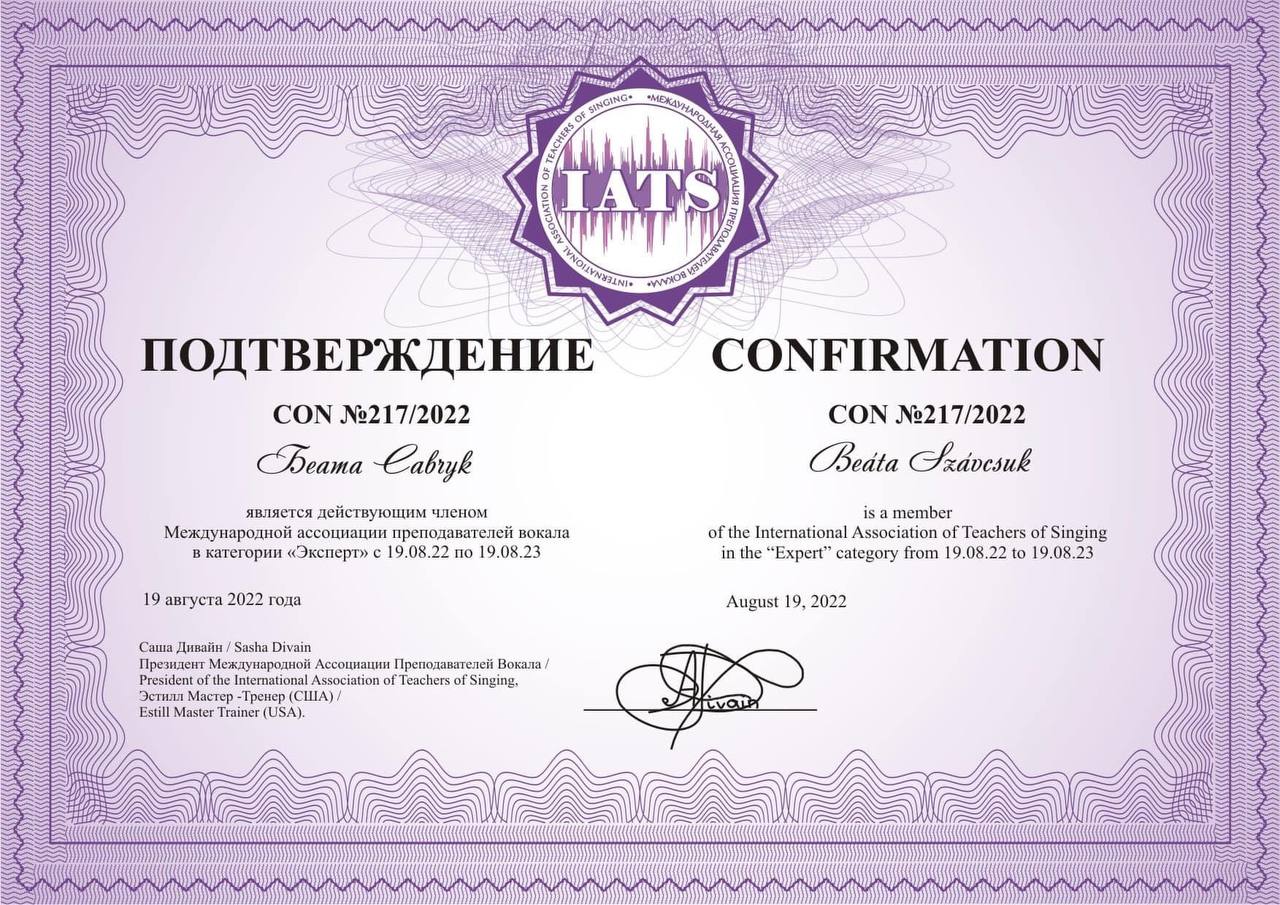 •INTERNATIONAL ASSOCIATION OF TEACHERS OF SINGING•
•МЕЖДУНАРОДНАЯ АССОЦИАЦИЯ ПРЕПОДАВАТЕЛЕЙ ВОКАЛА•
IATS
ПОДТВЕРЖДЕНИЕ
CON №217/2022
Беата Савчук
является действующим членом
Международной ассоциации преподавателей вокала
в категории «Эксперт» с 19.08.22 по 19.08.23
19 августа 2022 года
CONFIRMATION
CON №217/2022
Beáta Szávcsuk
is a member
of the International Association of Teachers of Singing
in the “Expert” category from 19.08.22 to 19.08.23
August 19, 2022
Саша Дивайн / Sasha Divain
Президент Международной Ассоциации Преподавателей Вокала /
President of the International Association of Teachers of Singing,
Эстилл Мастер -Тренер (США) /
Estill Master Trainer (USA).
Divain